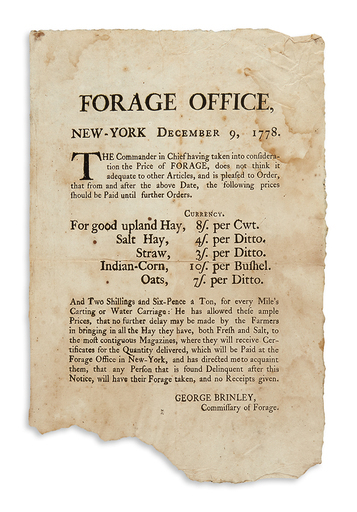 FORAGE OFFICE,
NEW-YORK DECEMBER 9, 1778.
THE Commander in Chief having taken into considera-
tion the Price of FORAGE, does not think it
adequate to other Articles, and is pleased to Order,
that from and after the above Date, the following prices
should be Paid until further Orders.
CURRENCY.
For good upland Hay, 8s. per Cwt.
Salt Hay, 4s. per Ditto.
Straw, 3s. per Ditto.
Indian-Corn, 10s. per Bushel.
Oats, 7s. per Ditto.
And Two Shillings and Six-Pence a Ton, for every Mile's
Carting or Water Carriage: He has allowed these ample
Prices, that no further delay may be made by the Farmers
in bringing in all the Hay they have, both Fresh and Salt, to
the most contiguous Magazines, where they will receive Cer-
tificates for the Quantity delivered, which will be Paid at the
Forage Office in New-York, and has directed me to acquaint
them, that any Person that is found Delinquent after this
Notice, will have their Forage taken, and no Receipts given.
GEORGE BRINLEY,
Commissary of Forage.